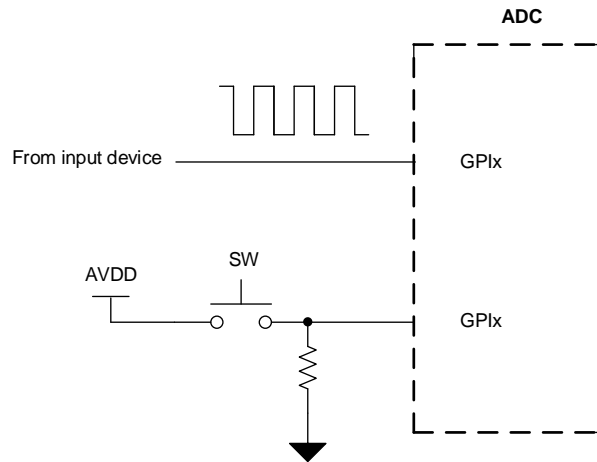 ADC
From input device
GPIx
AVDD
SW
GPIx